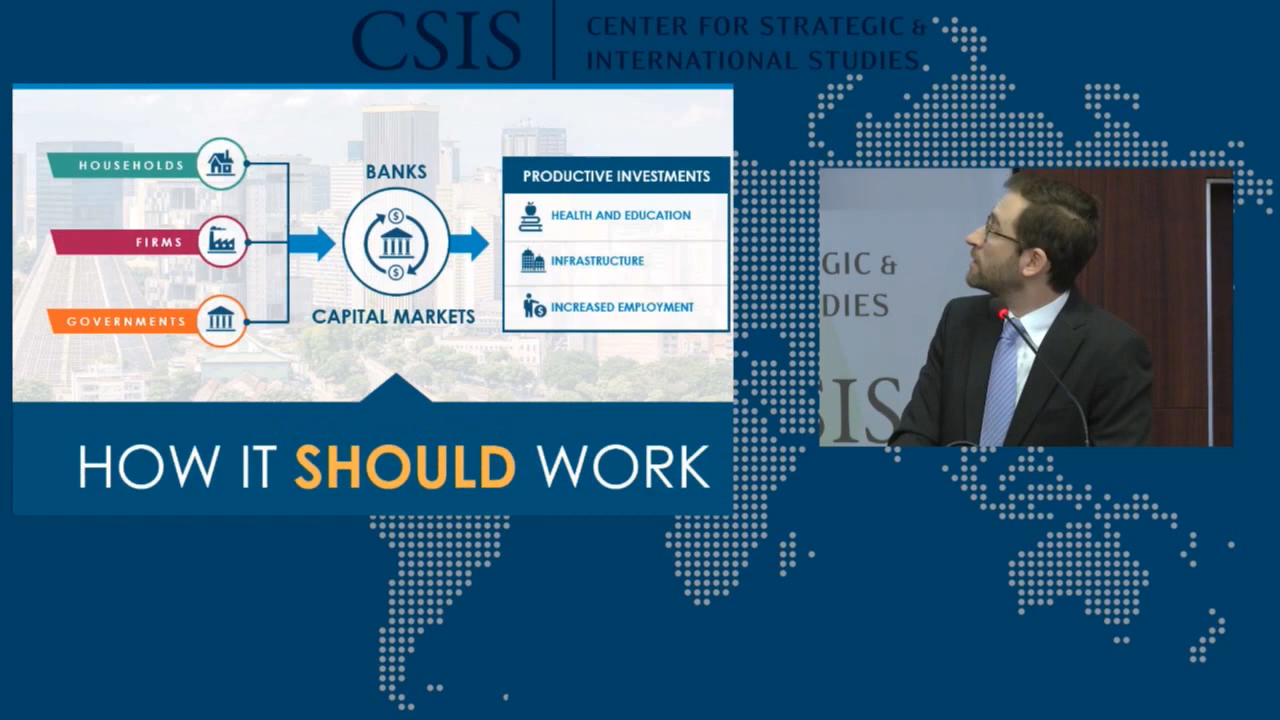 CSIS
CENTER FOR STRATEGIC &
INTERNATIONAL STUDIES
HOUSEHOLDS
FIRMS
GOVERNMENTS
BANKS
$
$
CAPITAL MARKETS
PRODUCTIVE INVESTMENTS
HEALTH AND EDUCATION
INFRASTRUCTURE
INCREASED EMPLOYMENT
$
HOW IT SHOULD WORK
GIC &
DIES
SIS